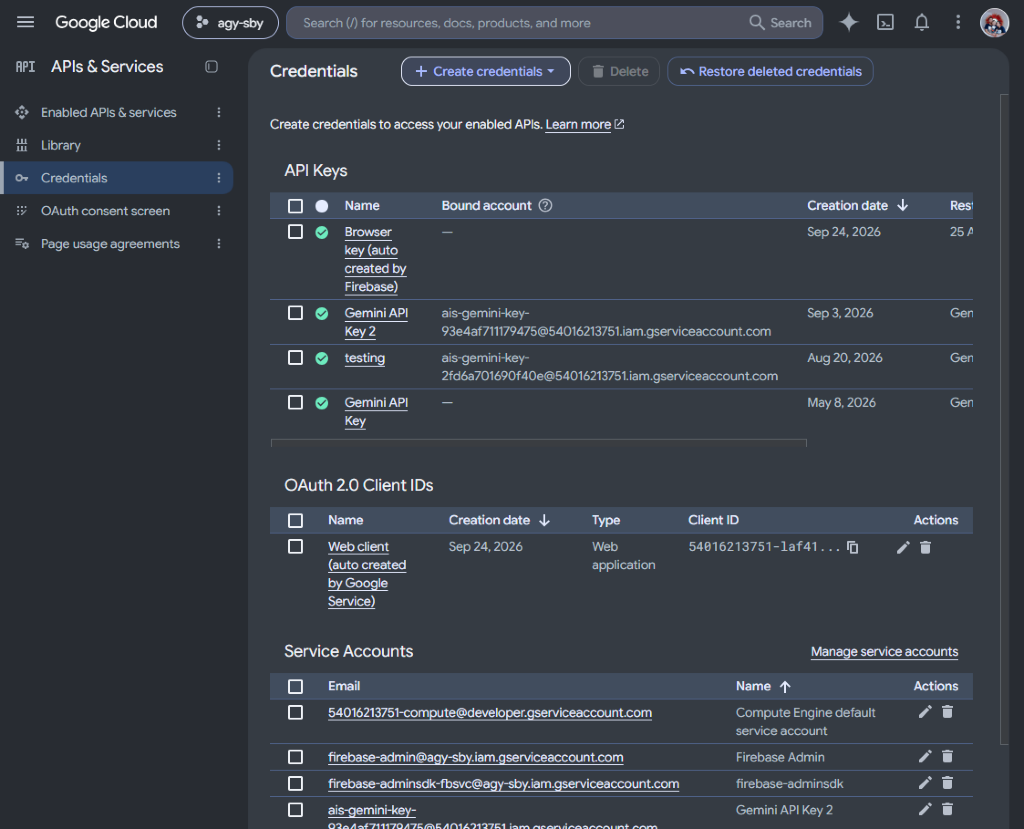 Google Cloud
agy-sby
Search (/) for resources, docs, products, and more
Search
API
APIs & Services
Enabled APIs & services
Library
Credentials
OAuth consent screen
Page usage agreements
Credentials
Create credentials
Delete
Restore deleted credentials
Create credentials to access your enabled APIs. Learn more
API Keys
Name Bound account Creation date
Browser — Sep 24, 2026
key (auto
created by
Firebase)
Gemini API ais-gemini-key- Sep 3, 2026
Key 2 93e4af711179475@54016213751.iam.gserviceaccount.com
testing ais-gemini-key- Aug 20, 2026
2fd6a701690f40e@54016213751.iam.gserviceaccount.com
Gemini API — May 8, 2026
Key
OAuth 2.0 Client IDs
Name Creation date Type Client ID Actions
Web client Sep 24, 2026 Web 54016213751-laf41...
(auto created application
by Google
Service)
Service Accounts
Manage service accounts
Email Name Actions
54016213751-compute@developer.gserviceaccount.com Compute Engine default
service account
firebase-admin@agy-sby.iam.gserviceaccount.com Firebase Admin
firebase-adminsdk-fbsvc@agy-sby.iam.gserviceaccount.com firebase-adminsdk
ais-gemini-key- Gemini API Key 2
93e4af711179475@54016213751.iam.gserviceaccount.com